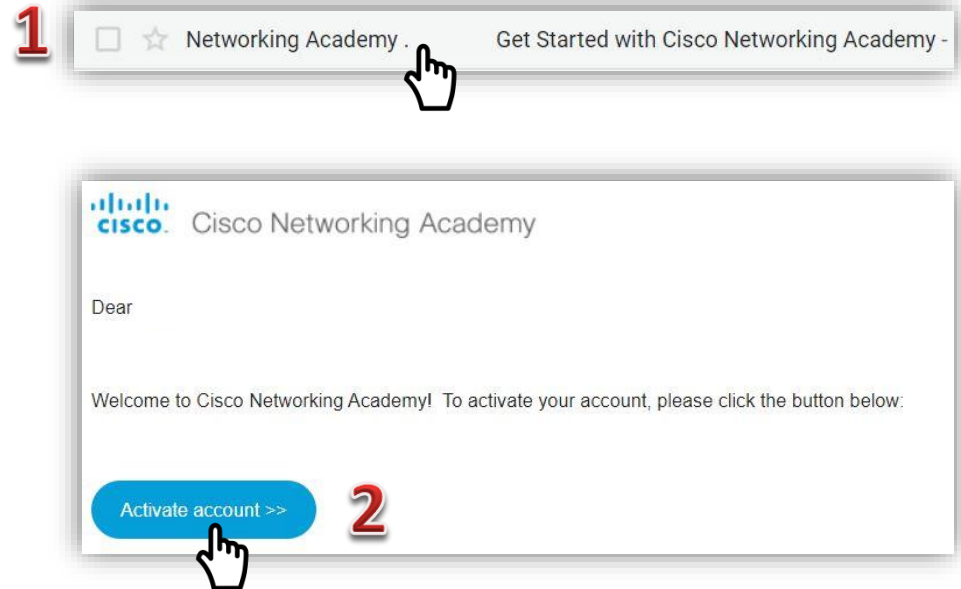 1
Networking Academy . Get Started with Cisco Networking Academy -
CISCO. Cisco Networking Academy
Dear
Welcome to Cisco Networking Academy! To activate your account, please click the button below:
Activate account >> 2